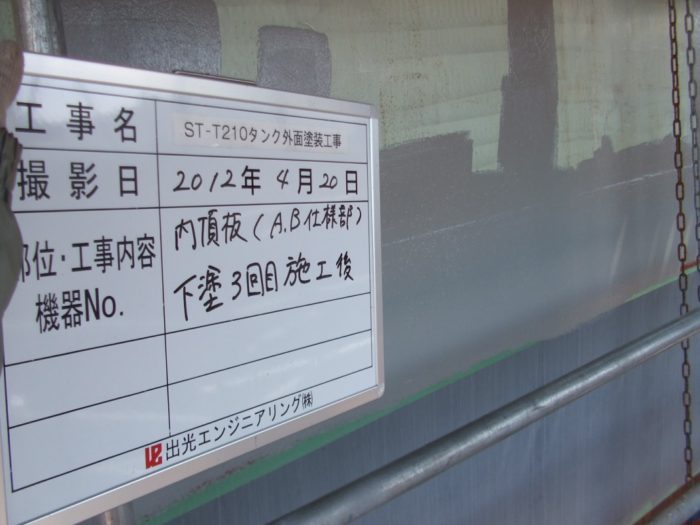 工事名 ST-T210タンク外面塗装工事
撮影日 2012年4月20日
部位・工事内容 内頂板(A.B仕様部)
機器No. 下塗3回目施工後
出光エンジニアリング(株)